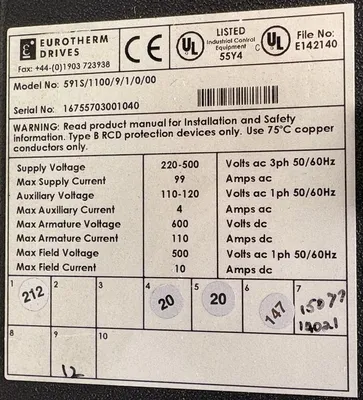 EUROTHERM
DRIVES
Fax: +44-(0)1903 723938
CE
UL
LISTED
Industrial Control
Equipment
55Y4
UL
File No:
E142140
Model No: 591S/1100/9/1/0/00
Serial No: 16755703001040
WARNING: Read product manual for Installation and Safety
information. Type B RCD protection devices only. Use 75°C copper
conductors only.
Supply Voltage 220-500 Volts ac 3ph 50/60Hz
Max Supply Current 99 Amps ac
Auxiliary Voltage 110-120 Volts ac 1ph 50/60Hz
Max Auxiliary Current 4 Amps ac
Max Armature Voltage 600 Volts dc
Max Armature Current 110 Amps dc
Max Field Voltage 500 Volts ac 1ph 50/60Hz
Max Field Current 10 Amps dc
1 2 3 4 5 6 7
212 20 20 147
8 9 10
12